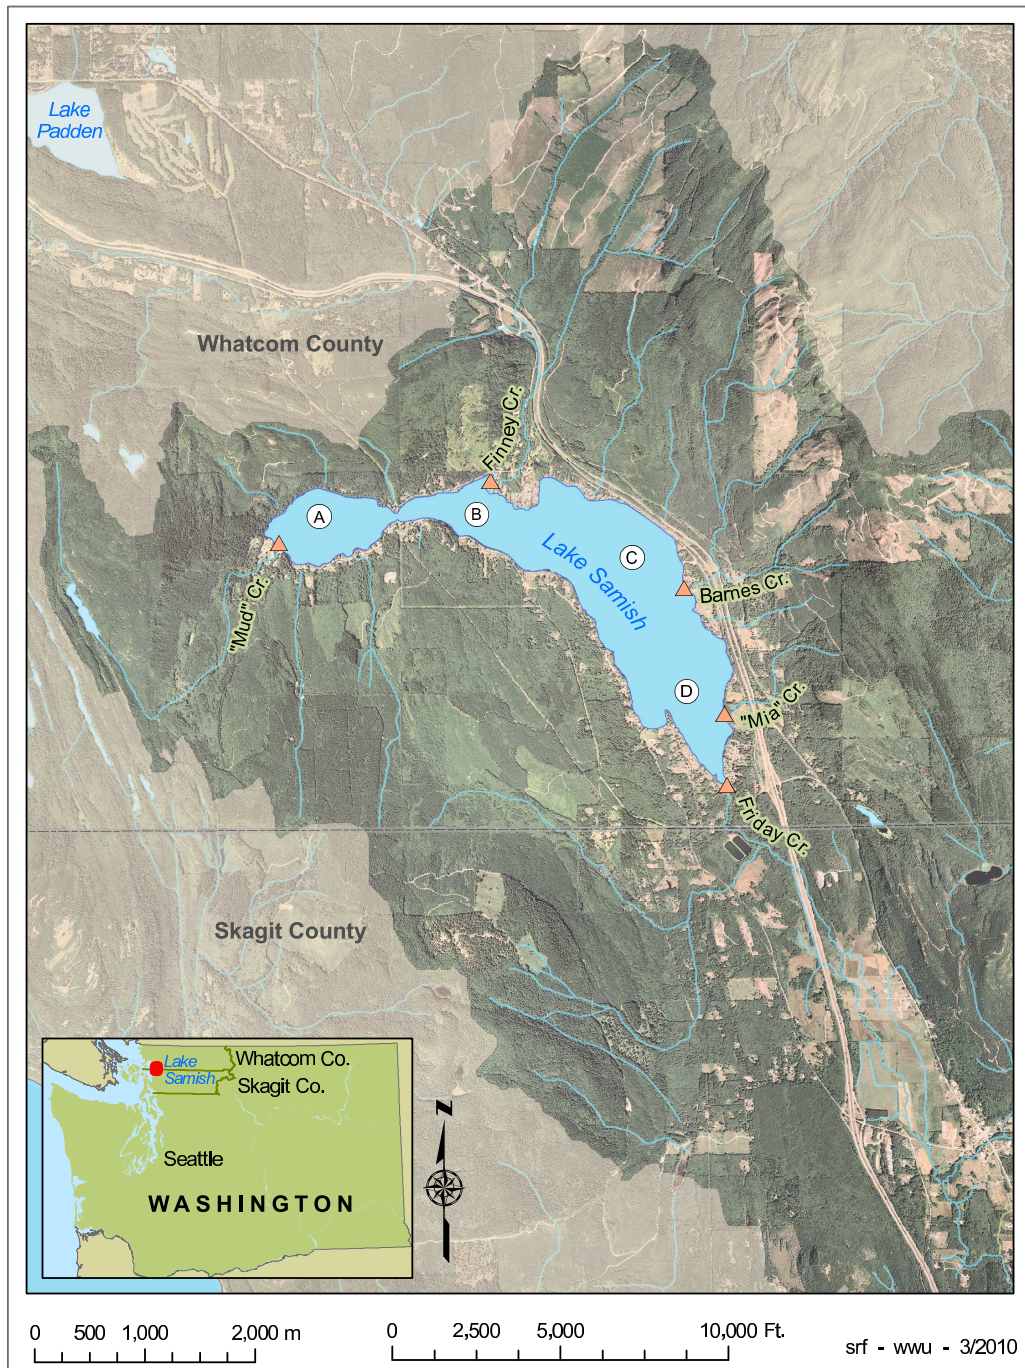 Lake
Padden
Whatcom County
Finney Cr.
A
B
C
Lake Samish
Barnes Cr.
"Mud" Cr.
D
"Mia" Cr.
Friday Cr.
Skagit County
Lake
Samish
Whatcom Co.
Skagit Co.
Seattle
WASHINGTON
N
0 500 1,000 2,000 m
0 2,500 5,000 10,000 Ft.
srf - wwu - 3/2010